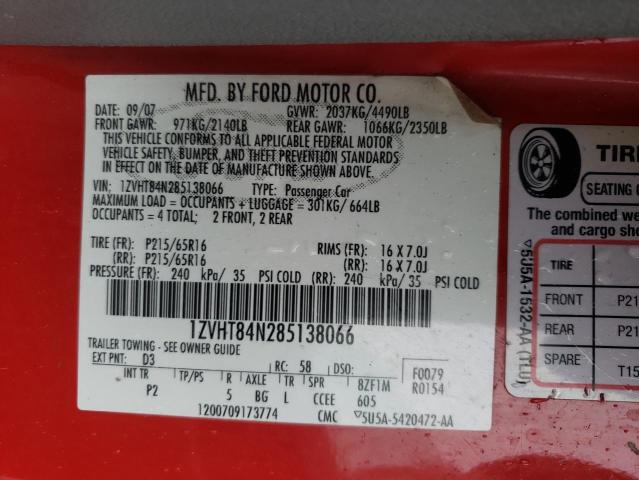 MFD. BY FORD MOTOR CO.
DATE: 09/07 GVWR: 2037KG/4490LB
FRONT GAWR: 971KG/2140LB REAR GAWR: 1066KG/2350LB
THIS VEHICLE CONFORMS TO ALL APPLICABLE FEDERAL MOTOR
VEHICLE SAFETY, BUMPER, AND THEFT PREVENTION STANDARDS
IN EFFECT ON THE DATE OF MANUFACTURE SHOWN ABOVE.
VIN: 1ZVHT84N285138066 TYPE: Passenger Car
MAXIMUM LOAD = OCCUPANTS + LUGGAGE = 301KG/ 664LB
OCCUPANTS = 4 TOTAL; 2 FRONT, 2 REAR
TIRE (FR): P215/65R16 RIMS (FR): 16 X 7.0J
(RR): P215/65R16 (RR): 16 X 7.0J
PRESSURE (FR): 240 kPa/ 35 PSI COLD (RR): 240 kPa/ 35 PSI COLD
1ZVHT84N285138066
TRAILER TOWING - SEE OWNER GUIDE
EXT PNT: D3 RC: 58 DSO: F0079
INT TR TP/PS R AXLE TR SPR 8ZF1M R0154
P2 5 BG L CCEE 605
1200709173774 CMC ▽5U5A-5420472-AA
▽5U5A-1532-AA (TLU)
TIRE
SEATING
The combined
and cargo
TIRE
FRONT P21
REAR P21
SPARE T15